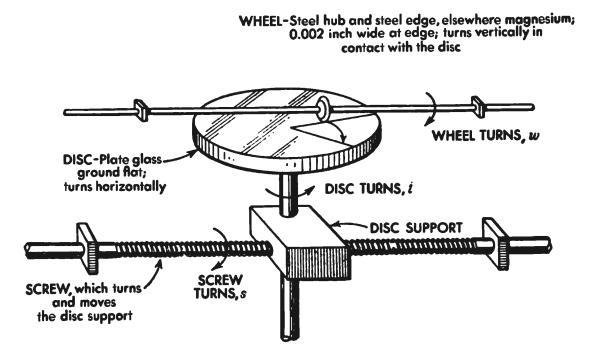 WHEEL-Steel hub and steel edge, elsewhere magnesium;
0.002 inch wide at edge; turns vertically in
contact with the disc
WHEEL TURNS, w
DISC-Plate glass
ground flat;
turns horizontally
DISC TURNS, i
DISC SUPPORT
SCREW
TURNS, s
SCREW, which turns
and moves
the disc support